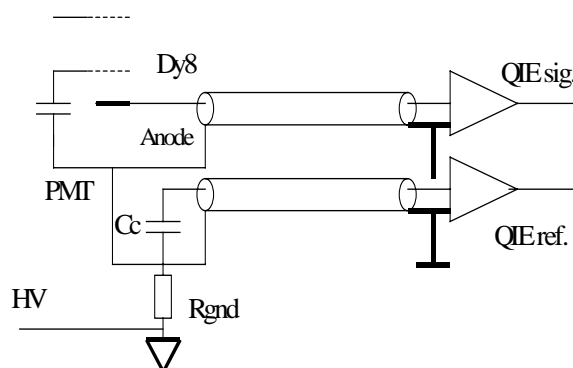 Dy8
QIE sig.
Anode
PMT
Cc
QIE ref.
HV
Rgnd